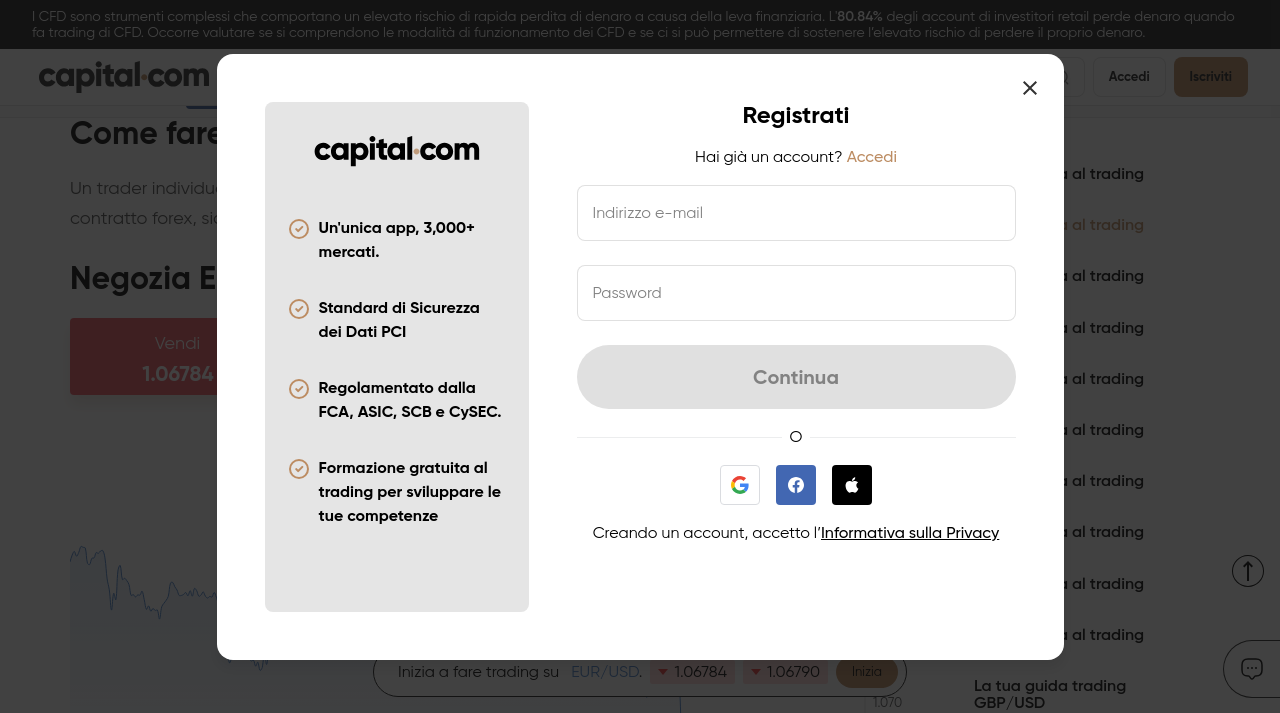 I CFD sono strumenti complessi che comportano un elevato rischio di rapida perdita di denaro a causa della leva finanziaria. L'80.84% degli account di investitori retail perde denaro quando
fa trading di CFD. Occorre valutare se si comprendono le modalità di funzionamento dei CFD e se ci si può permettere di sostenere l'elevato rischio di perdere il proprio denaro.
capital.com
Accedi
Iscriviti
Come fare
Un trader individu
contratto forex, si
Negozia E
Vendi
1.06784
capital.com
Un'unica app, 3,000+
mercati.
Standard di Sicurezza
dei Dati PCI
Regolamentato dalla
FCA, ASIC, SCB e CySEC.
Formazione gratuita al
trading per sviluppare le
tue competenze
Registrati
Hai già un account? Accedi
Indirizzo e-mail
Password
Continua
O
Creando un account, accetto l'Informativa sulla Privacy
al trading
al trading
al trading
al trading
al trading
al trading
al trading
al trading
al trading
al trading
La tua guida trading
GBP/USD
Inizia a fare trading su EUR/USD. 1.06784 1.06790 Inizia
1.070